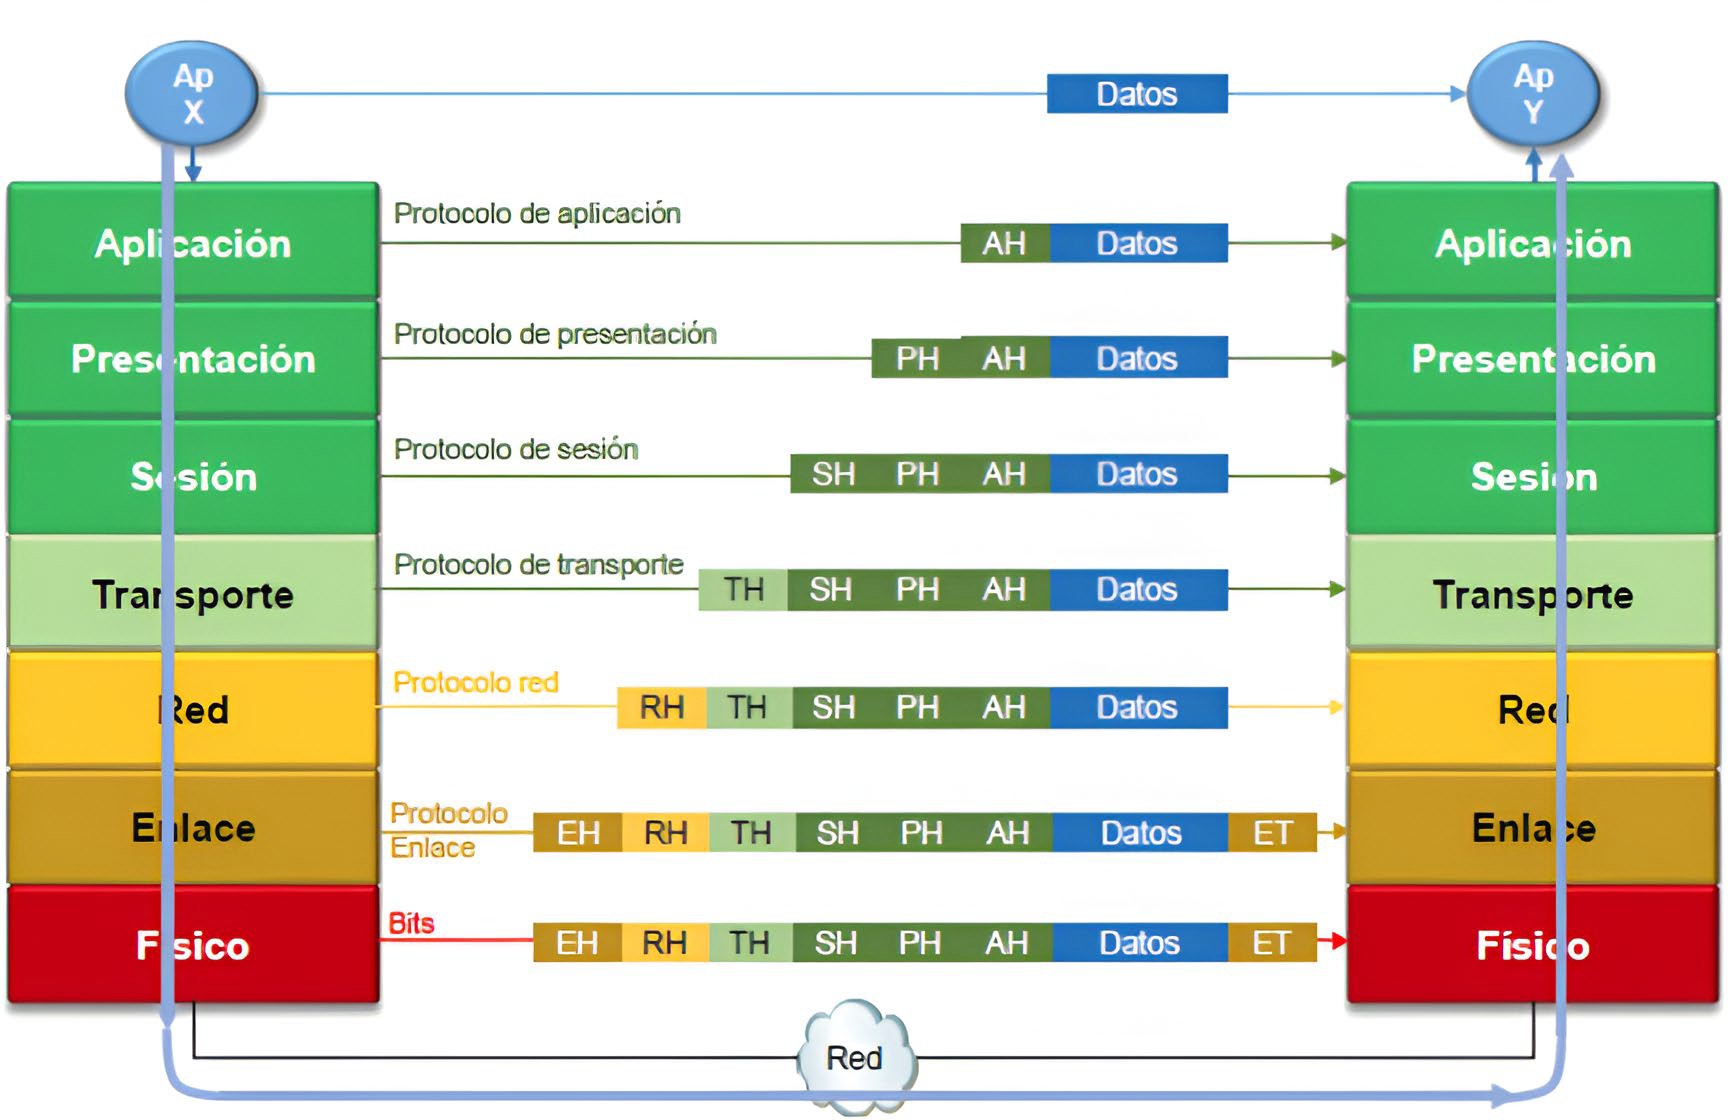 Ap
X
Datos
Ap
Y
Aplicación
Protocolo de aplicación
AH Datos
Aplicación
Presentación
Protocolo de presentación
PH AH Datos
Presentación
Sesión
Protocolo de sesión
SH PH AH Datos
Sesión
Transporte
Protocolo de transporte
TH SH PH AH Datos
Transporte
Red
Protocolo red
RH TH SH PH AH Datos
Red
Enlace
Protocolo
Enlace
EH RH TH SH PH AH Datos ET
Enlace
Físico
Bits
EH RH TH SH PH AH Datos ET
Físico
Red